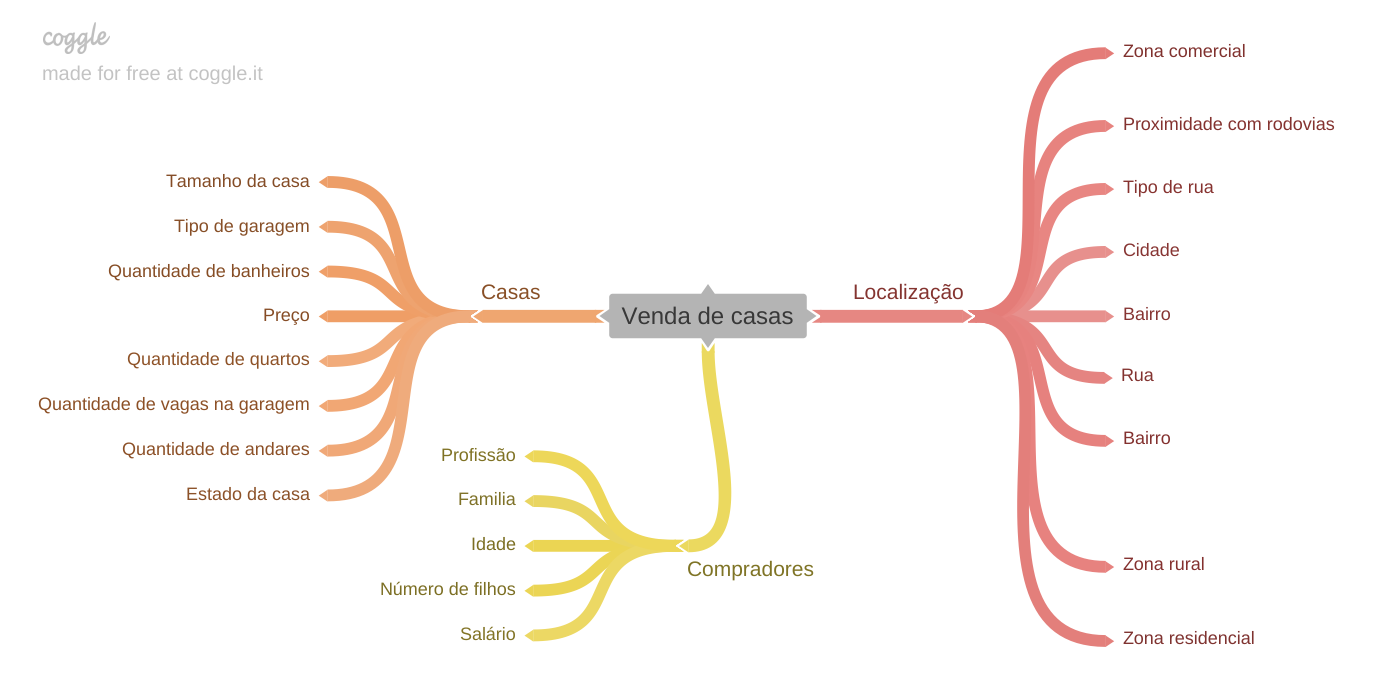 coggle
made for free at coggle.it
Venda de casas
Casas
Tamanho da casa
Tipo de garagem
Quantidade de banheiros
Preço
Quantidade de quartos
Quantidade de vagas na garagem
Quantidade de andares
Estado da casa
Compradores
Profissão
Familia
Idade
Número de filhos
Salário
Localização
Zona comercial
Proximidade com rodovias
Tipo de rua
Cidade
Bairro
Rua
Bairro
Zona rural
Zona residencial